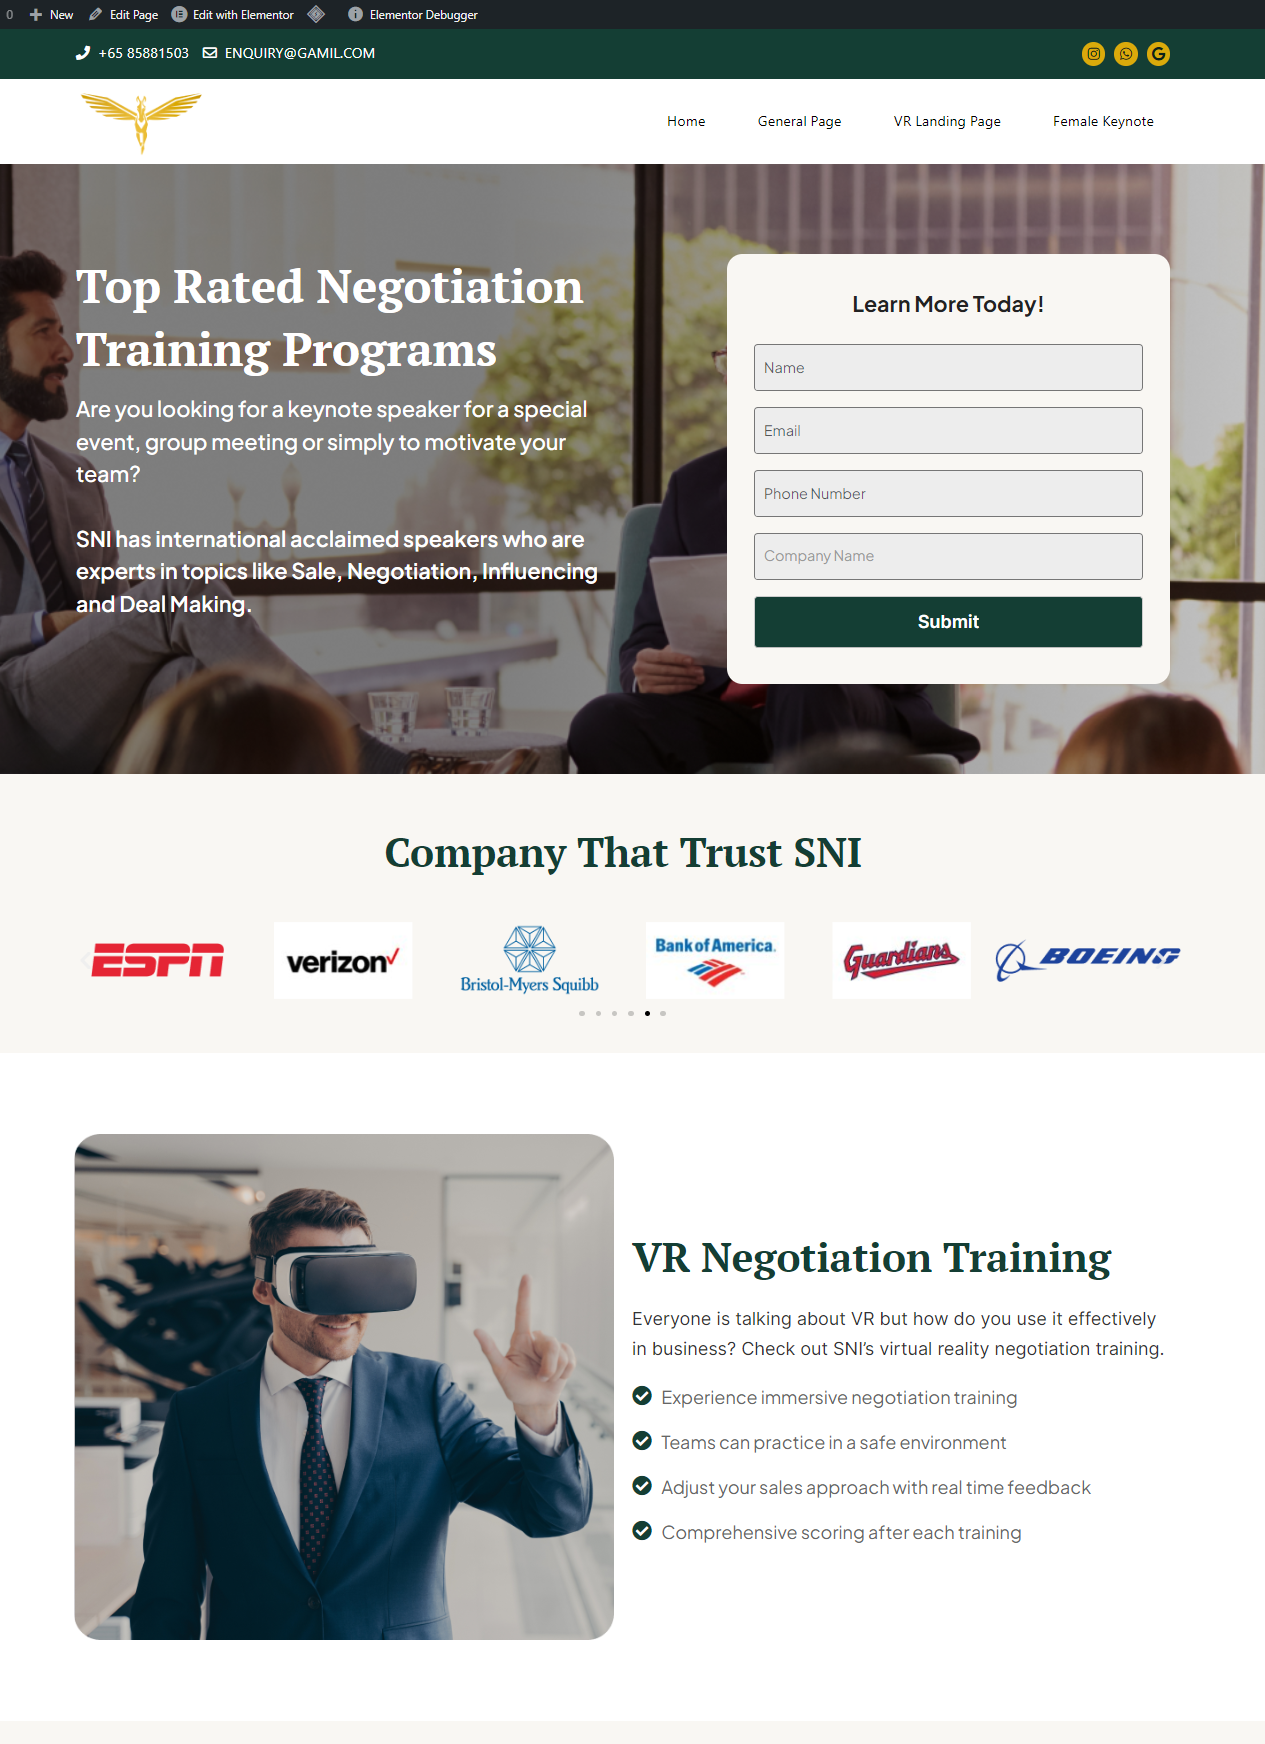 0 New Edit Page Edit with Elementor Elementor Debugger
+65 85881503 ENQUIRY@GAMIL.COM
Home General Page VR Landing Page Female Keynote
Top Rated Negotiation
Training Programs
Are you looking for a keynote speaker for a special
event, group meeting or simply to motivate your
team?
SNI has international acclaimed speakers who are
experts in topics like Sale, Negotiation, Influencing
and Deal Making.
Learn More Today!
Name
Email
Phone Number
Company Name
Submit
Company That Trust SNI
ESPN
verizon
Bristol-Myers Squibb
Bank of America.
Guardians
BOEING
VR Negotiation Training
Everyone is talking about VR but how do you use it effectively
in business? Check out SNI's virtual reality negotiation training.
Experience immersive negotiation training
Teams can practice in a safe environment
Adjust your sales approach with real time feedback
Comprehensive scoring after each training